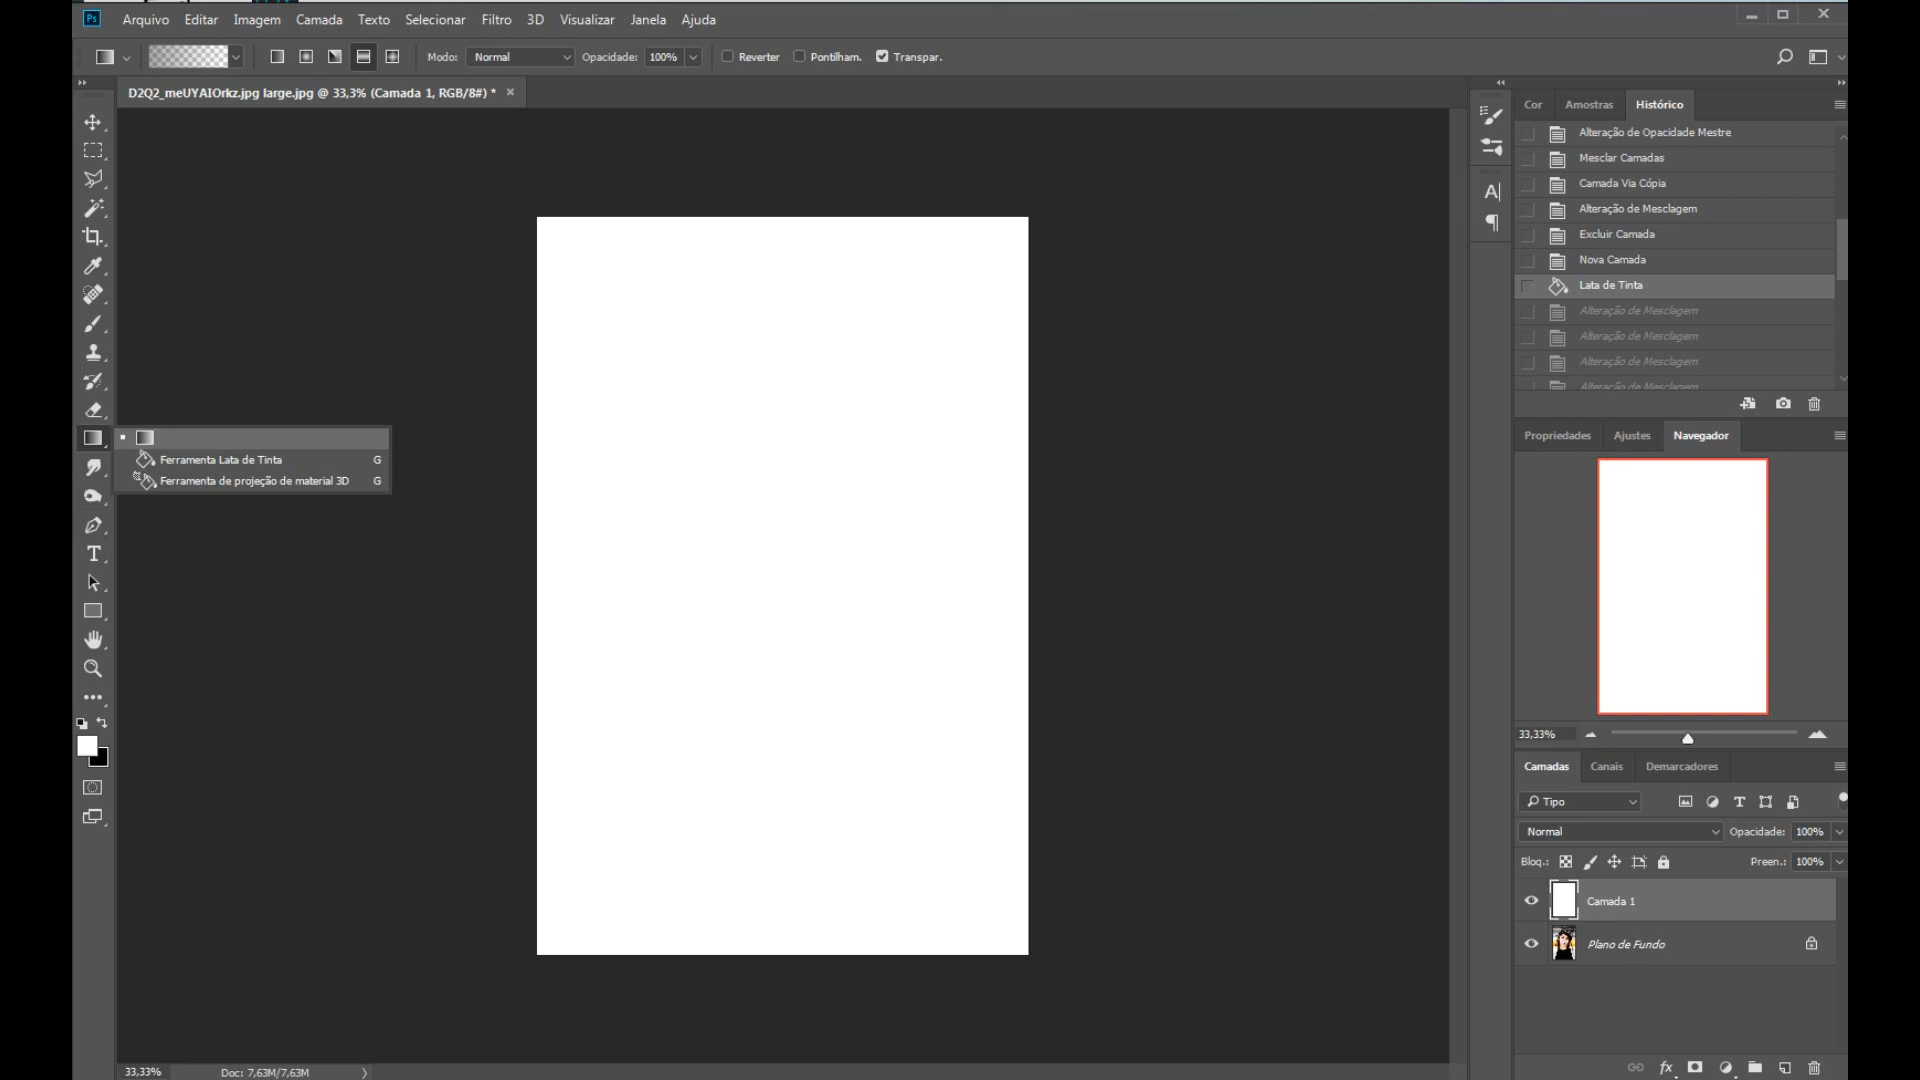 Ps Arquivo Editar Imagem Camada Texto Selecionar Filtro 3D Visualizar Janela Ajuda
Modo: Normal Opacidade: 100% Reverter Pontilham. Transpar.
D2Q2_meUYAIOrkz.jpg large.jpg @ 33,3% (Camada 1, RGB/8#) *
Ferramenta Lata de Tinta G
Ferramenta de projeção de material 3D G
33,33% Doc: 7,63M/7,63M
Cor Amostras Histórico
Alteração de Opacidade Mestre
Mesclar Camadas
Camada Via Cópia
Alteração de Mesclagem
Excluir Camada
Nova Camada
Lata de Tinta
Alteração de Mesclagem
Alteração de Mesclagem
Alteração de Mesclagem
Alteração de Mesclagem
Propriedades Ajustes Navegador
33,33%
Camadas Canais Demarcadores
Tipo
Normal Opacidade: 100%
Bloq.: Preen.: 100%
Camada 1
Plano de Fundo
fx